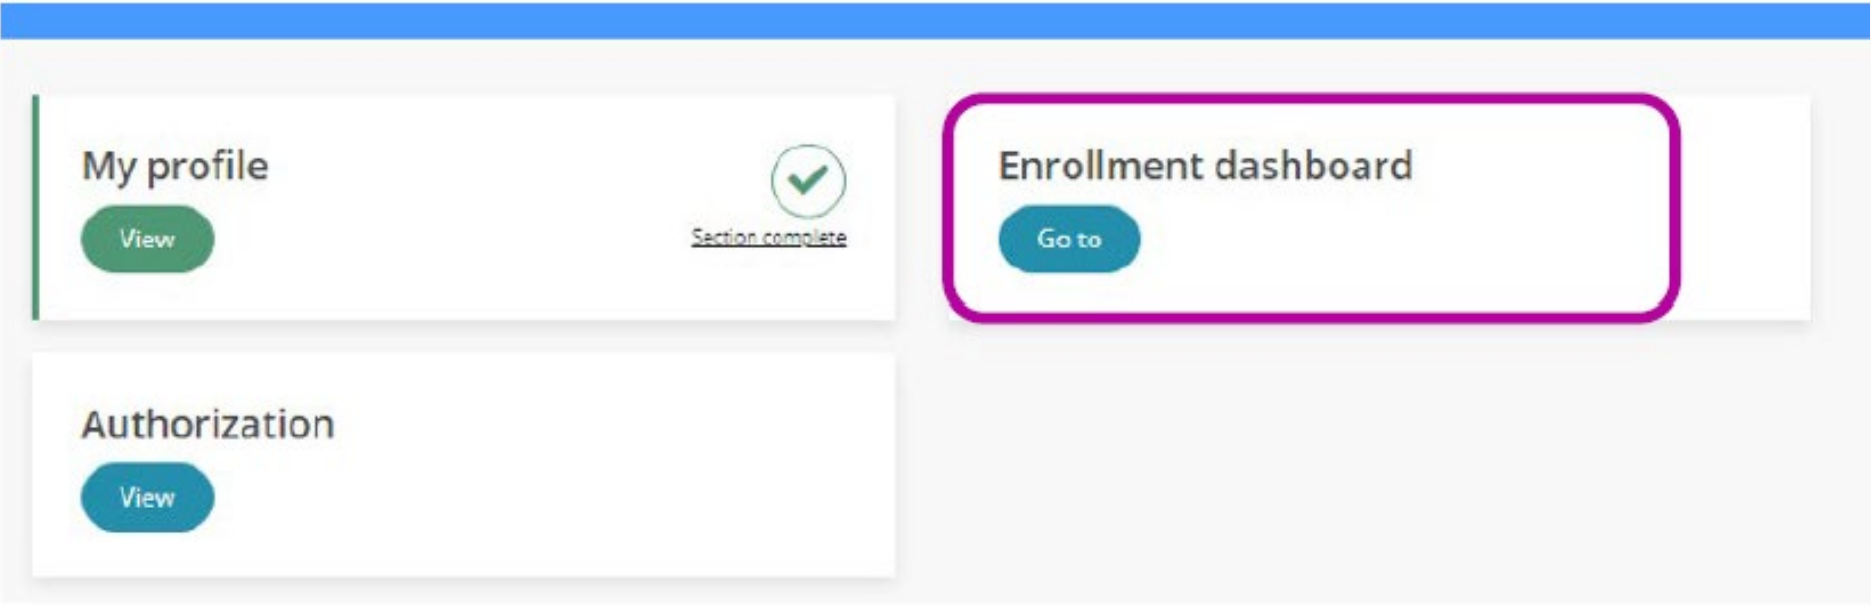 My profile
View
Section complete
Enrollment dashboard
Go to
Authorization
View